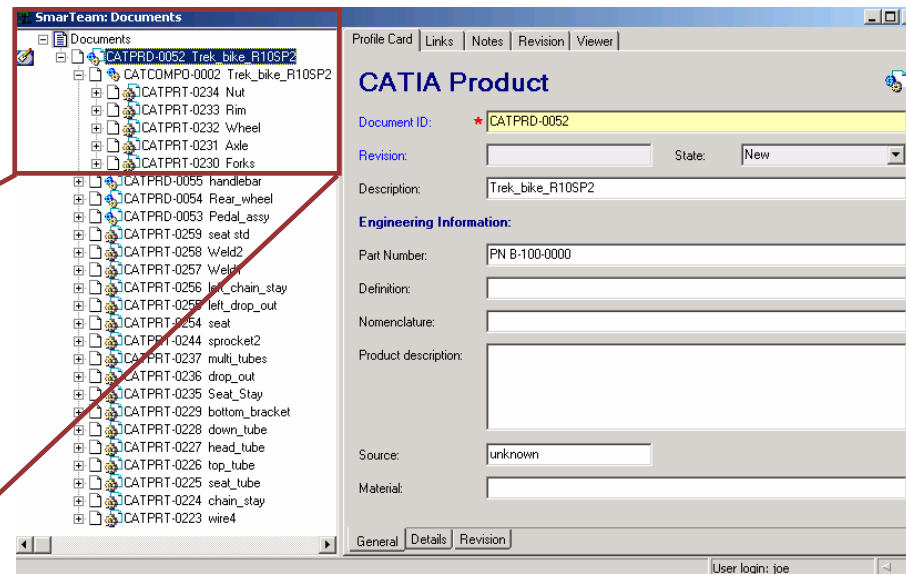 SmarTeam: Documents
Documents
CATPRD-0052 Trek_bike_R10SP2
CATCOMPO-0002 Trek_bike_R10SP2
CATPRT-0234 Nut
CATPRT-0233 Rim
CATPRT-0232 Wheel
CATPRT-0231 Axle
CATPRT-0230 Forks
CATPRD-0055 handlebar
CATPRD-0054 Rear_wheel
CATPRD-0053 Pedal_assy
CATPRT-0259 seat std
CATPRT-0258 Weld2
CATPRT-0257 Weld1
CATPRT-0256 left_chain_stay
CATPRT-0255 left_drop_out
CATPRT-0254 seat
CATPRT-0244 sprocket2
CATPRT-0237 multi_tubes
CATPRT-0236 drop_out
CATPRT-0235 Seat_Stay
CATPRT-0229 bottom_bracket
CATPRT-0228 down_tube
CATPRT-0227 head_tube
CATPRT-0226 top_tube
CATPRT-0225 seat_tube
CATPRT-0224 chain_stay
CATPRT-0223 wire4
Profile Card Links Notes Revision Viewer
CATIA Product
Document ID: * CATPRD-0052
Revision: State: New
Description: Trek_bike_R10SP2
Engineering Information:
Part Number: PN B-100-0000
Definition:
Nomenclature:
Product description:
Source: unknown
Material:
General Details Revision
User login: joe